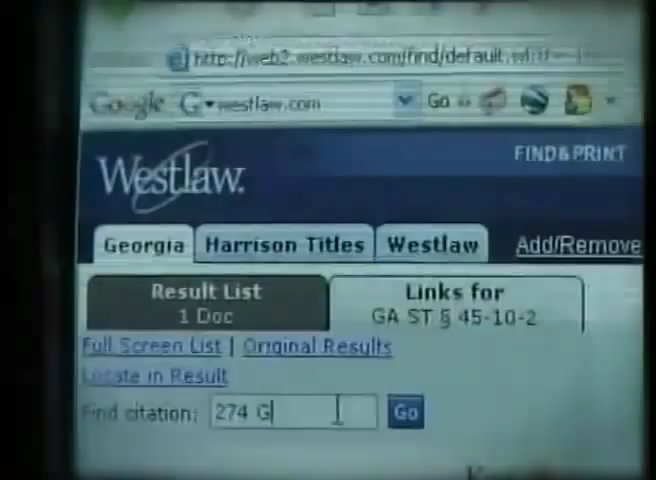 http://web2.westlaw.com/find/default.wl
Google G westlaw.com Go
Westlaw. FIND&PRINT
Georgia Harrison Titles Westlaw Add/Remove
Result List Links for
1 Doc GA ST § 45-10-2
Full Screen List | Original Results
Locate in Result
Find citation: 274 G Go